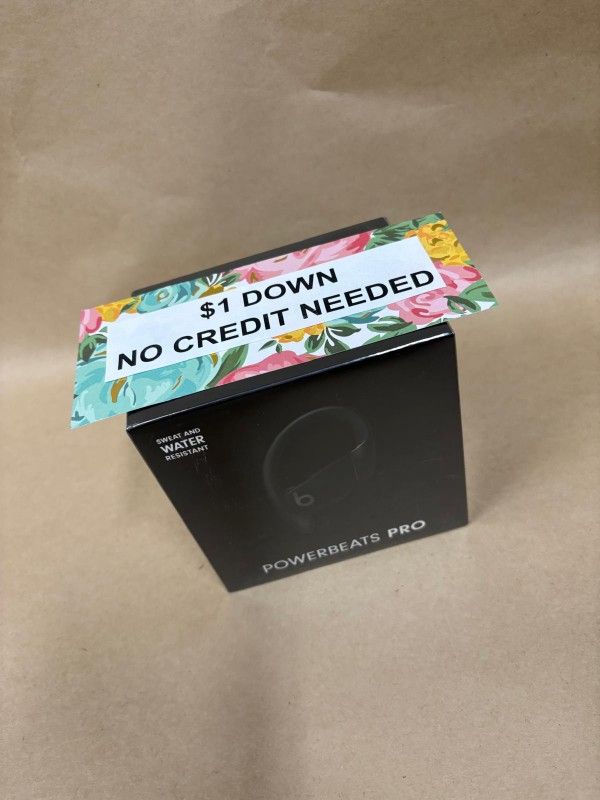 $1 DOWN
NO CREDIT NEEDED
SWEAT AND
WATER
RESISTANT
POWERBEATS PRO